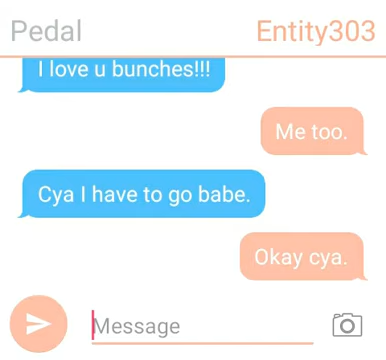 Pedal Entity303
I love u bunches!!!
Me too.
Cya I have to go babe.
Okay cya.
Message